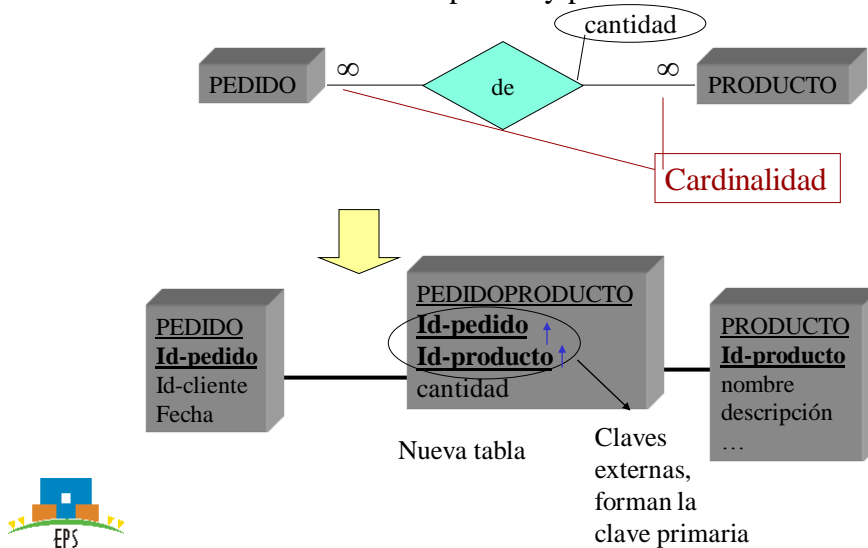 cantidad
∞
∞
PEDIDO
de
PRODUCTO
Cardinalidad
PEDIDOPRODUCTO
Id-pedido
Id-producto
cantidad
PEDIDO
Id-pedido
Id-cliente
Fecha
PRODUCTO
Id-producto
nombre
descripción
…
Nueva tabla
Claves
externas,
forman la
clave primaria
EPS